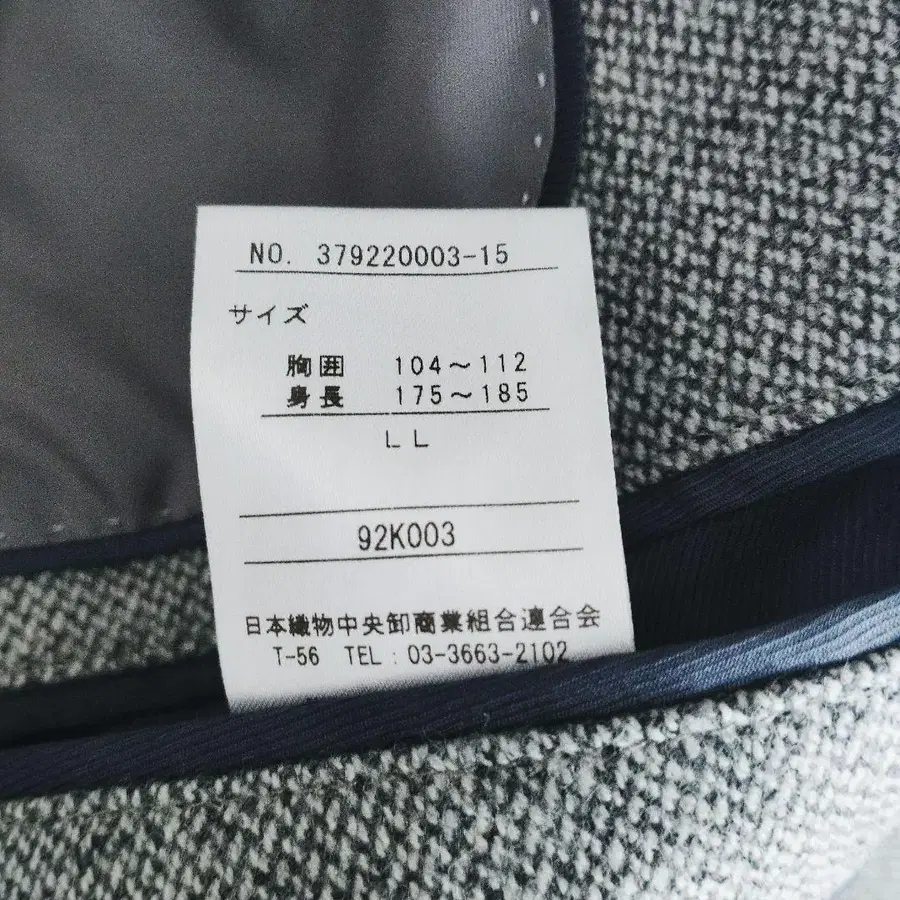 NO. 379220003-15
サイズ
胸囲 104～112
身長 175～185
LL
92K003
日本織物中央卸商業組合連合会
T-56 TEL:03-3663-2102